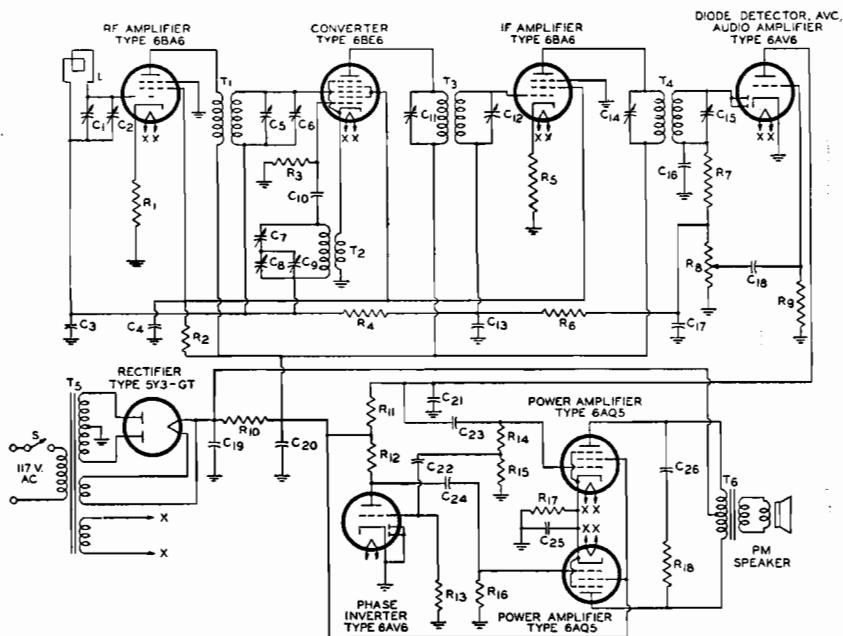 RF AMPLIFIER
TYPE 6BA6
CONVERTER
TYPE 6BE6
IF AMPLIFIER
TYPE 6BA6
DIODE DETECTOR, AVC,
AUDIO AMPLIFIER
TYPE 6AV6
L
C1
C2
T1
C5
C6
C11
T3
C12
C14
T4
C15
X X
X X
X X
X X
R1
R3
C10
R5
C16
R7
C7
C8
C9
T2
R8
C18
R9
C3
C4
R2
R4
C13
R6
C17
T5
RECTIFIER
TYPE 5Y3-GT
S
117 V.
AC
R10
C19
C20
R11
C21
C23
R14
R12
C22
R15
C24
POWER AMPLIFIER
TYPE 6AQ5
R17
X X
X X
C25
C26
T6
R18
PM
SPEAKER
X
X
R13
R16
PHASE
INVERTER
TYPE 6AV6
POWER AMPLIFIER
TYPE 6AQ5